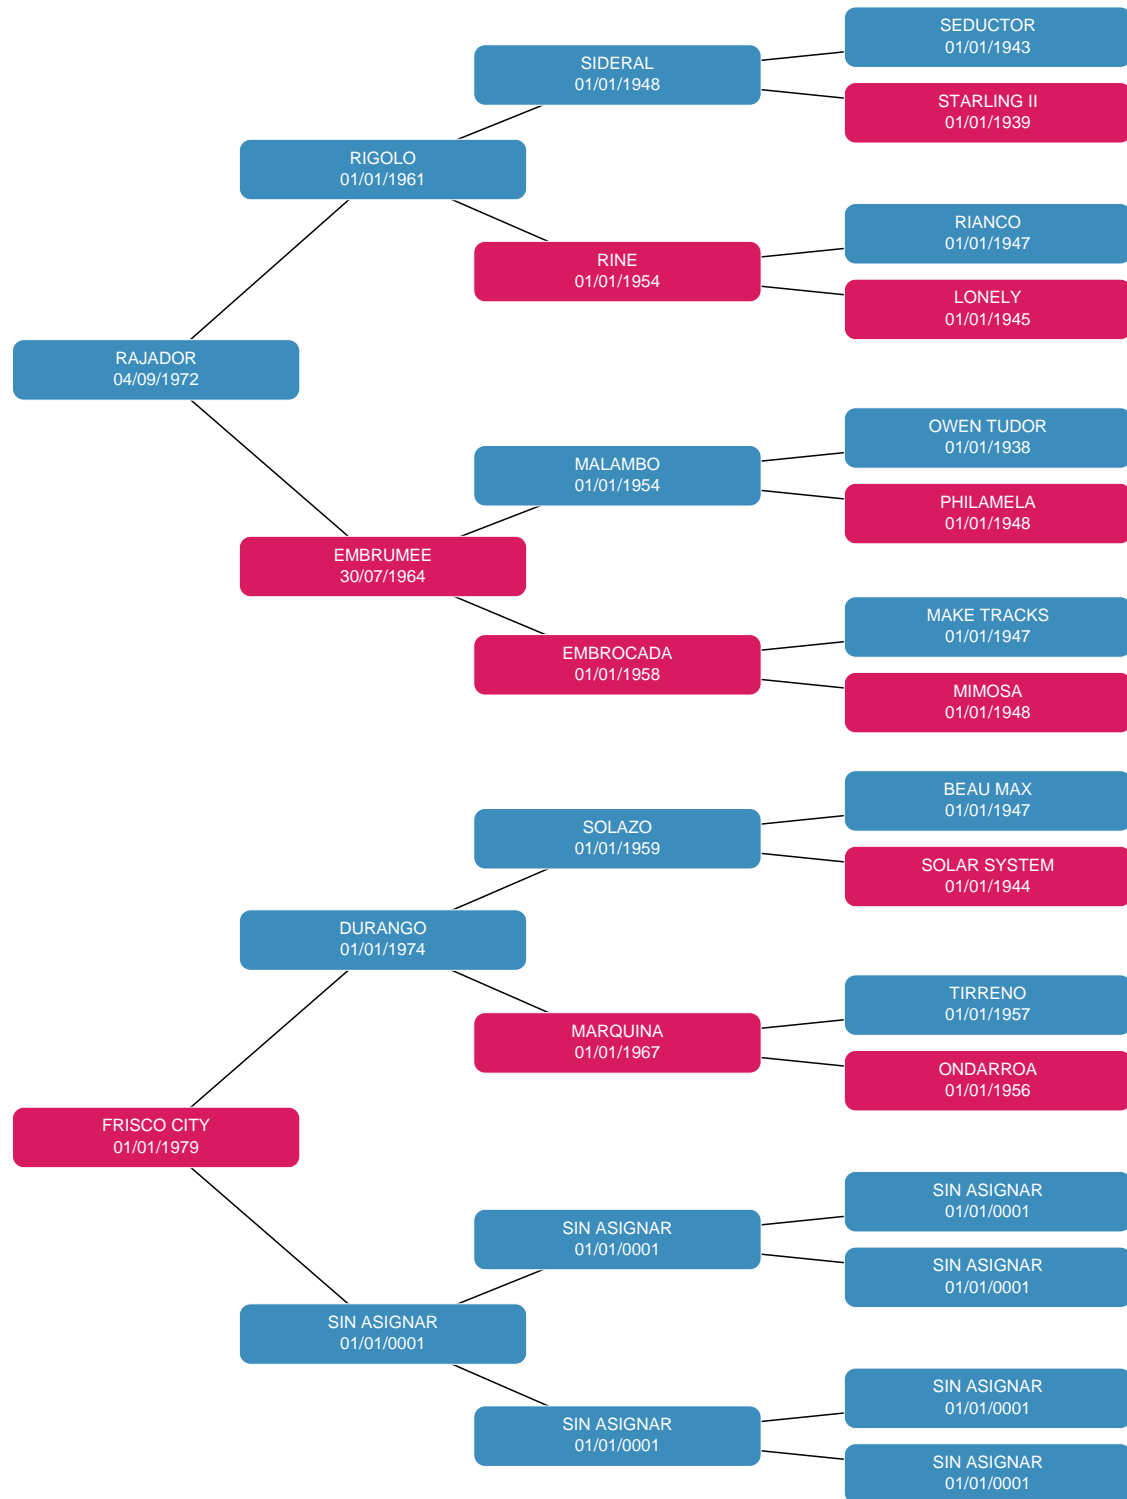 SEDUCTOR
01/01/1943
SIDERAL
01/01/1948
STARLING II
01/01/1939
RIGOLO
01/01/1961
RIANCO
01/01/1947
RINE
01/01/1954
LONELY
01/01/1945
RAJADOR
04/09/1972
OWEN TUDOR
01/01/1938
MALAMBO
01/01/1954
PHILAMELA
01/01/1948
EMBRUMEE
30/07/1964
MAKE TRACKS
01/01/1947
EMBROCADA
01/01/1958
MIMOSA
01/01/1948
BEAU MAX
01/01/1947
SOLAZO
01/01/1959
SOLAR SYSTEM
01/01/1944
DURANGO
01/01/1974
TIRRENO
01/01/1957
MARQUINA
01/01/1967
ONDARROA
01/01/1956
FRISCO CITY
01/01/1979
SIN ASIGNAR
01/01/0001
SIN ASIGNAR
01/01/0001
SIN ASIGNAR
01/01/0001
SIN ASIGNAR
01/01/0001
SIN ASIGNAR
01/01/0001
SIN ASIGNAR
01/01/0001
SIN ASIGNAR
01/01/0001